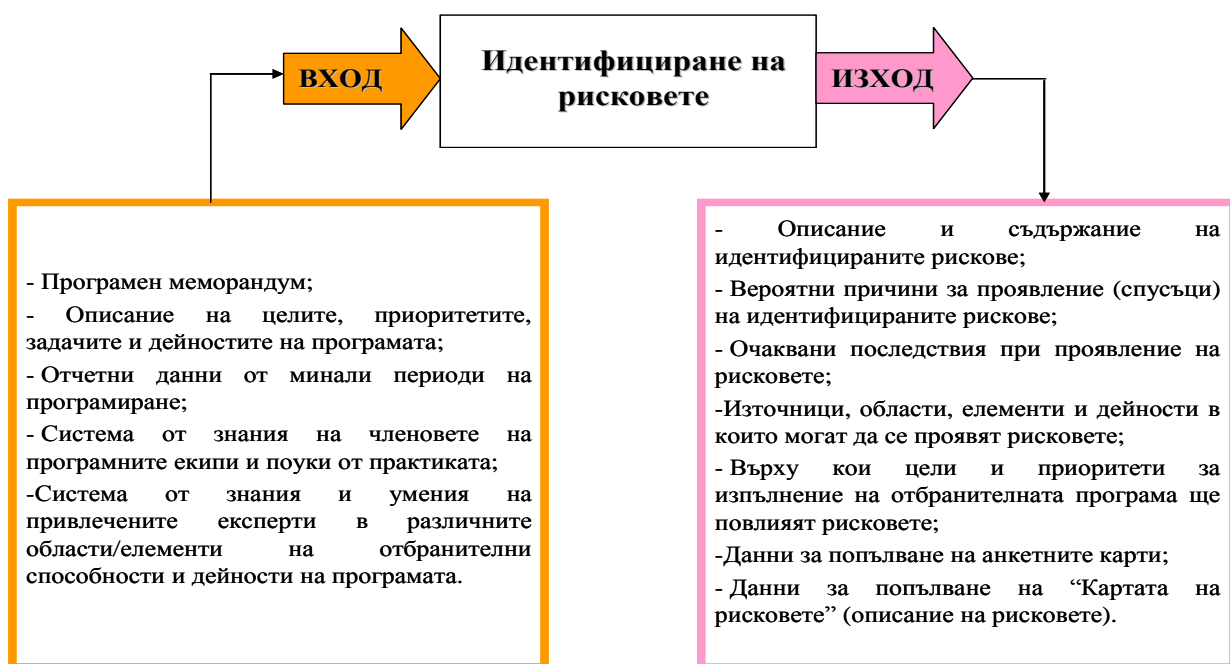 ВХОД
Идентифициране на
рисковете
ИЗХОД
- Програмен меморандум;
- Описание на целите, приоритетите,
задачите и дейностите на програмата;
- Отчетни данни от минали периоди на
програмиране;
- Система от знания на членовете на
програмните екипи и поуки от практиката;
-Система от знания и умения на
привлечените експерти в различните
области/елементи на отбранителни
способности и дейности на програмата.
- Описание и съдържание на
идентифицираните рискове;
- Вероятни причини за проявление (спусъци)
на идентифицираните рискове;
- Очаквани последствия при проявление на
рисковете;
-Източници, области, елементи и дейности в
които могат да се проявят рисковете;
- Върху кои цели и приоритети за
изпълнение на отбранителната програма ще
повлияят рисковете;
-Данни за попълване на анкетните карти;
- Данни за попълване на “Картата на
рисковете” (описание на рисковете).